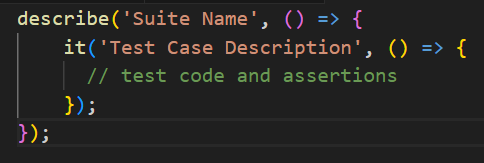 describe('Suite Name', () => {
    it('Test Case Description', () => {
      // test code and assertions
    });
});